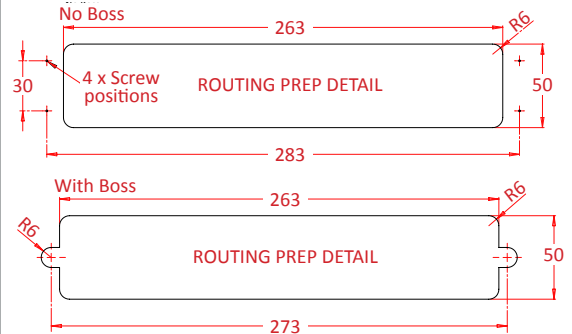 No Boss
263
R6
30
4 x Screw
positions
ROUTING PREP DETAIL
50
283
With Boss
263
R6
R6
ROUTING PREP DETAIL
50
273